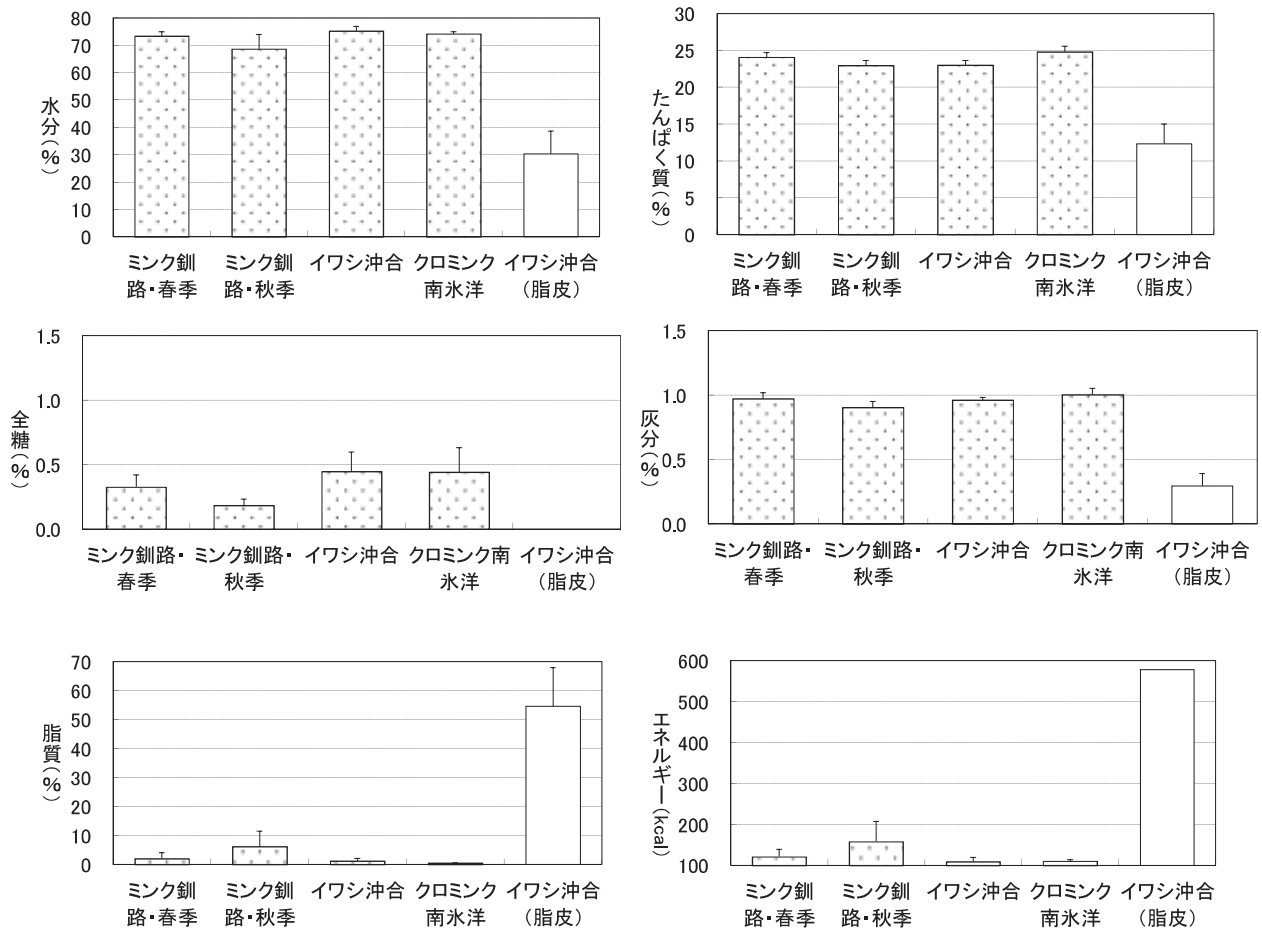 水分(%)
80
70
60
50
40
30
20
10
0
ミンク釧路・春季
ミンク釧路・秋季
イワシ沖合
クロミンク南氷洋
イワシ沖合(脂皮)
たんぱく質(%)
30
25
20
15
10
5
0
ミンク釧路・春季
ミンク釧路・秋季
イワシ沖合
クロミンク南氷洋
イワシ沖合(脂皮)
全糖(%)
1.5
1.0
0.5
0.0
ミンク釧路・春季
ミンク釧路・秋季
イワシ沖合
クロミンク南氷洋
イワシ沖合(脂皮)
灰分(%)
1.5
1.0
0.5
0.0
ミンク釧路・春季
ミンク釧路・秋季
イワシ沖合
クロミンク南氷洋
イワシ沖合(脂皮)
脂質(%)
70
60
50
40
30
20
10
0
ミンク釧路・春季
ミンク釧路・秋季
イワシ沖合
クロミンク南氷洋
イワシ沖合(脂皮)
エネルギー(kcal)
600
500
400
300
200
100
ミンク釧路・春季
ミンク釧路・秋季
イワシ沖合
クロミンク南氷洋
イワシ沖合(脂皮)